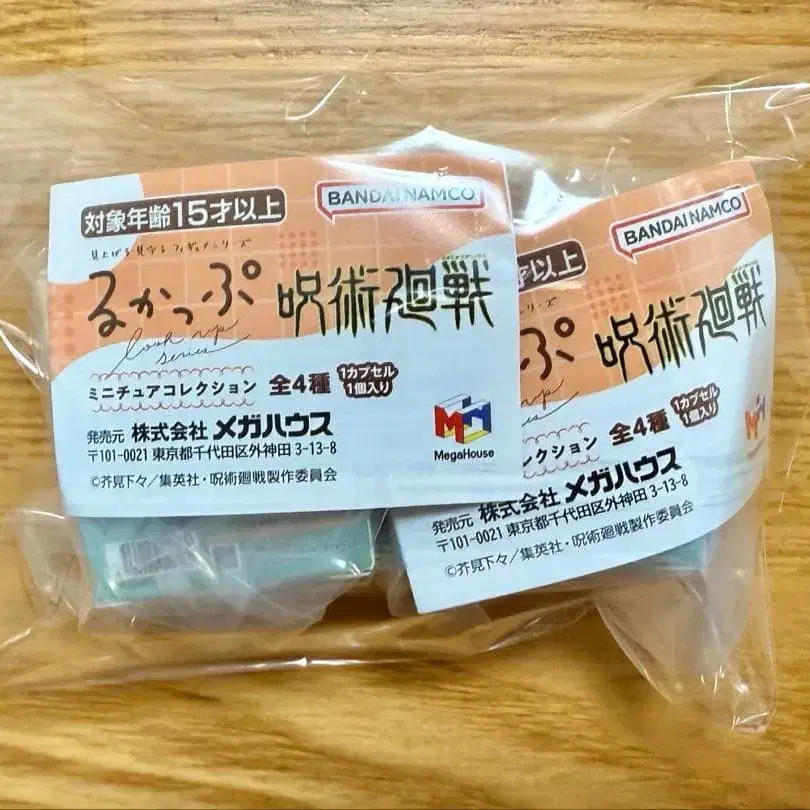 対象年齢15才以上
BANDAI NAMCO
見上げる見守るフィギュアシリーズ
るかっぷ
look up
series
呪術廻戦
ミニチュアコレクション 全4種
1カプセル
1個入り
発売元 株式会社 メガハウス
〒101-0021 東京都千代田区外神田 3-13-8
©芥見下々/集英社・呪術廻戦製作委員会
MH
MegaHouse
才以上
BANDAI NAMCO
シリーズ
ぷ
up
呪術廻戦
レクション 全4種
1カプセル
1個入り
発売元 株式会社 メガハウス
〒101-0021 東京都千代田区外神田 3-13-8
©芥見下々/集英社・呪術廻戦製作委員会